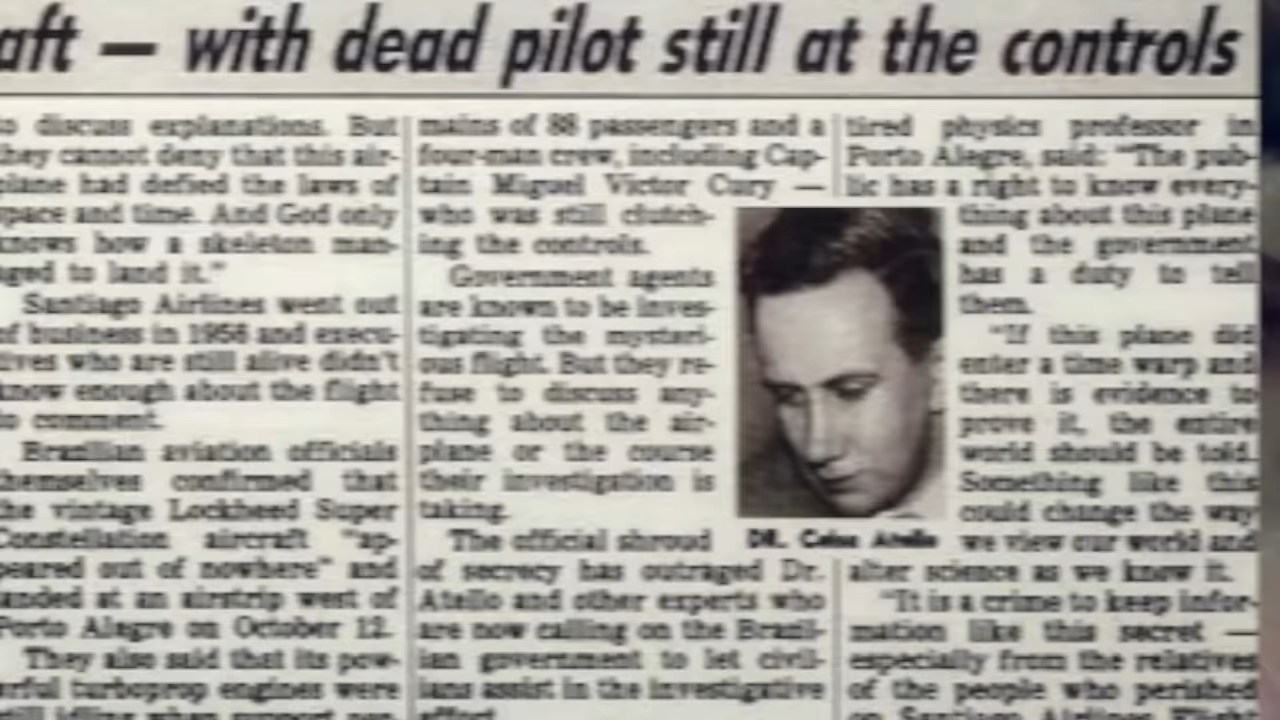 aft — with dead pilot still at the controls
o discuss explanations. But
hey cannot deny that this air-
plane had defied the laws of
space and time. And God only
knows how a skeleton man-
aged to land it."
Santiago Airlines went out
of business in 1956 and execu-
tives who are still alive didn't
know enough about the flight
to comment.
Brazilian aviation officials
hemselves confirmed that
the vintage Lockheed Super
Constellation aircraft "ap-
peared out of nowhere" and
anded at an airstrip west of
Porto Alegre on October 12.
They also said that its pow-
erful turboprop engines were
still idling when support per-
mains of 88 passengers and a
four-man crew, including Cap-
tain Miguel Victor Cury —
who was still clutch-
ing the controls.
Government agents
are known to be inves-
tigating the mysteri-
ous flight. But they re-
fuse to discuss any-
thing about the air-
plane or the course
their investigation is
taking.
The official shroud
of secrecy has outraged Dr.
Atello and other experts who
are now calling on the Brazil-
ian government to let civil-
ians assist in the investigative
effort.
DR. Celso Atello
tired physics professor in
Porto Alegre, said: "The pub-
lic has a right to know every-
thing about this plane
and the government
has a duty to tell
them.
"If this plane did
enter a time warp and
there is evidence to
prove it, the entire
world should be told.
Something like this
could change the way
we view our world and
alter science as we know it.
"It is a crime to keep infor-
mation like this secret —
especially from the relatives
of the people who perished
on Santiago Airlines Flight